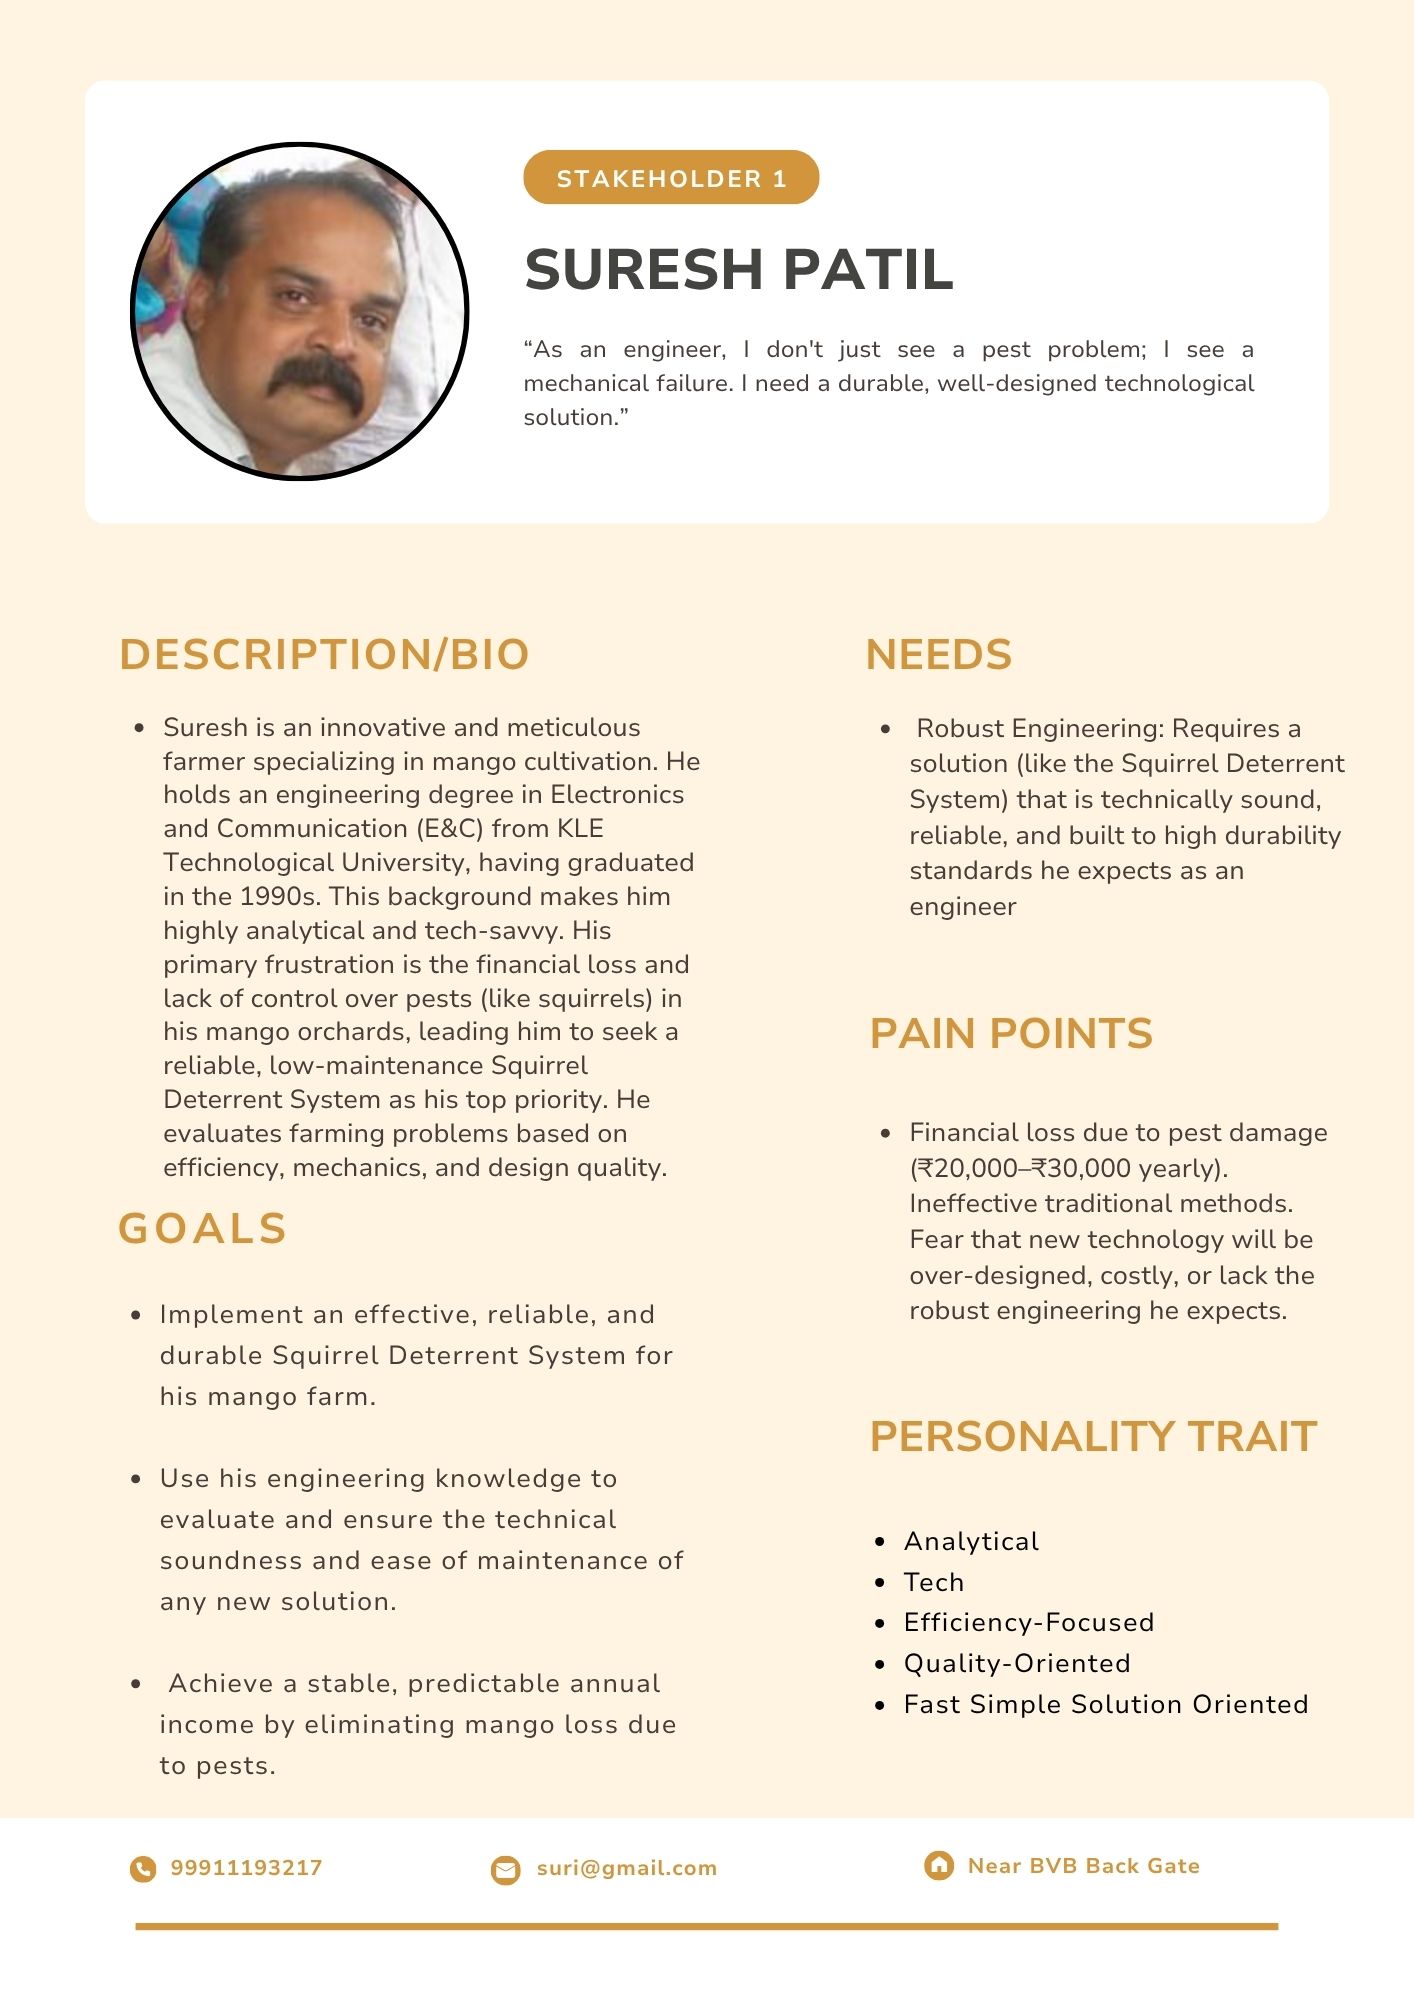 STAKEHOLDER 1
SURESH PATIL
“As an engineer, I don't just see a pest problem; I see a
mechanical failure. I need a durable, well-designed technological
solution.”
DESCRIPTION/BIO
• Suresh is an innovative and meticulous
farmer specializing in mango cultivation. He
holds an engineering degree in Electronics
and Communication (E&C) from KLE
Technological University, having graduated
in the 1990s. This background makes him
highly analytical and tech-savvy. His
primary frustration is the financial loss and
lack of control over pests (like squirrels) in
his mango orchards, leading him to seek a
reliable, low-maintenance Squirrel
Deterrent System as his top priority. He
evaluates farming problems based on
efficiency, mechanics, and design quality.
GOALS
• Implement an effective, reliable, and
durable Squirrel Deterrent System for
his mango farm.
• Use his engineering knowledge to
evaluate and ensure the technical
soundness and ease of maintenance of
any new solution.
• Achieve a stable, predictable annual
income by eliminating mango loss due
to pests.
NEEDS
• Robust Engineering: Requires a
solution (like the Squirrel Deterrent
System) that is technically sound,
reliable, and built to high durability
standards he expects as an
engineer
PAIN POINTS
• Financial loss due to pest damage
(₹20,000–₹30,000 yearly).
Ineffective traditional methods.
Fear that new technology will be
over-designed, costly, or lack the
robust engineering he expects.
PERSONALITY TRAIT
• Analytical
• Tech
• Efficiency-Focused
• Quality-Oriented
• Fast Simple Solution Oriented
99911193217
suri@gmail.com
Near BVB Back Gate